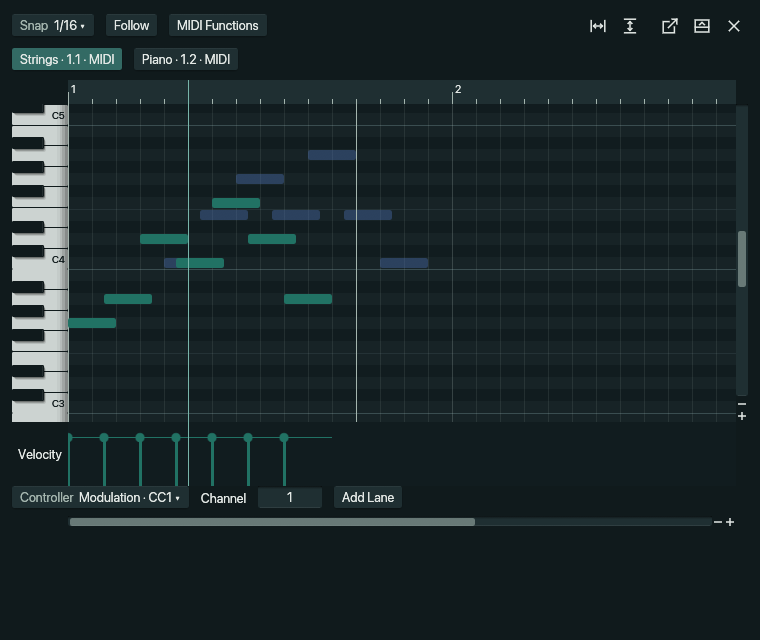 Snap 1/16 Follow MIDI Functions
Strings · 1.1 · MIDI Piano · 1.2 · MIDI
1 2
C5
C4
C3
Velocity
Controller Modulation · CC1 Channel 1 Add Lane